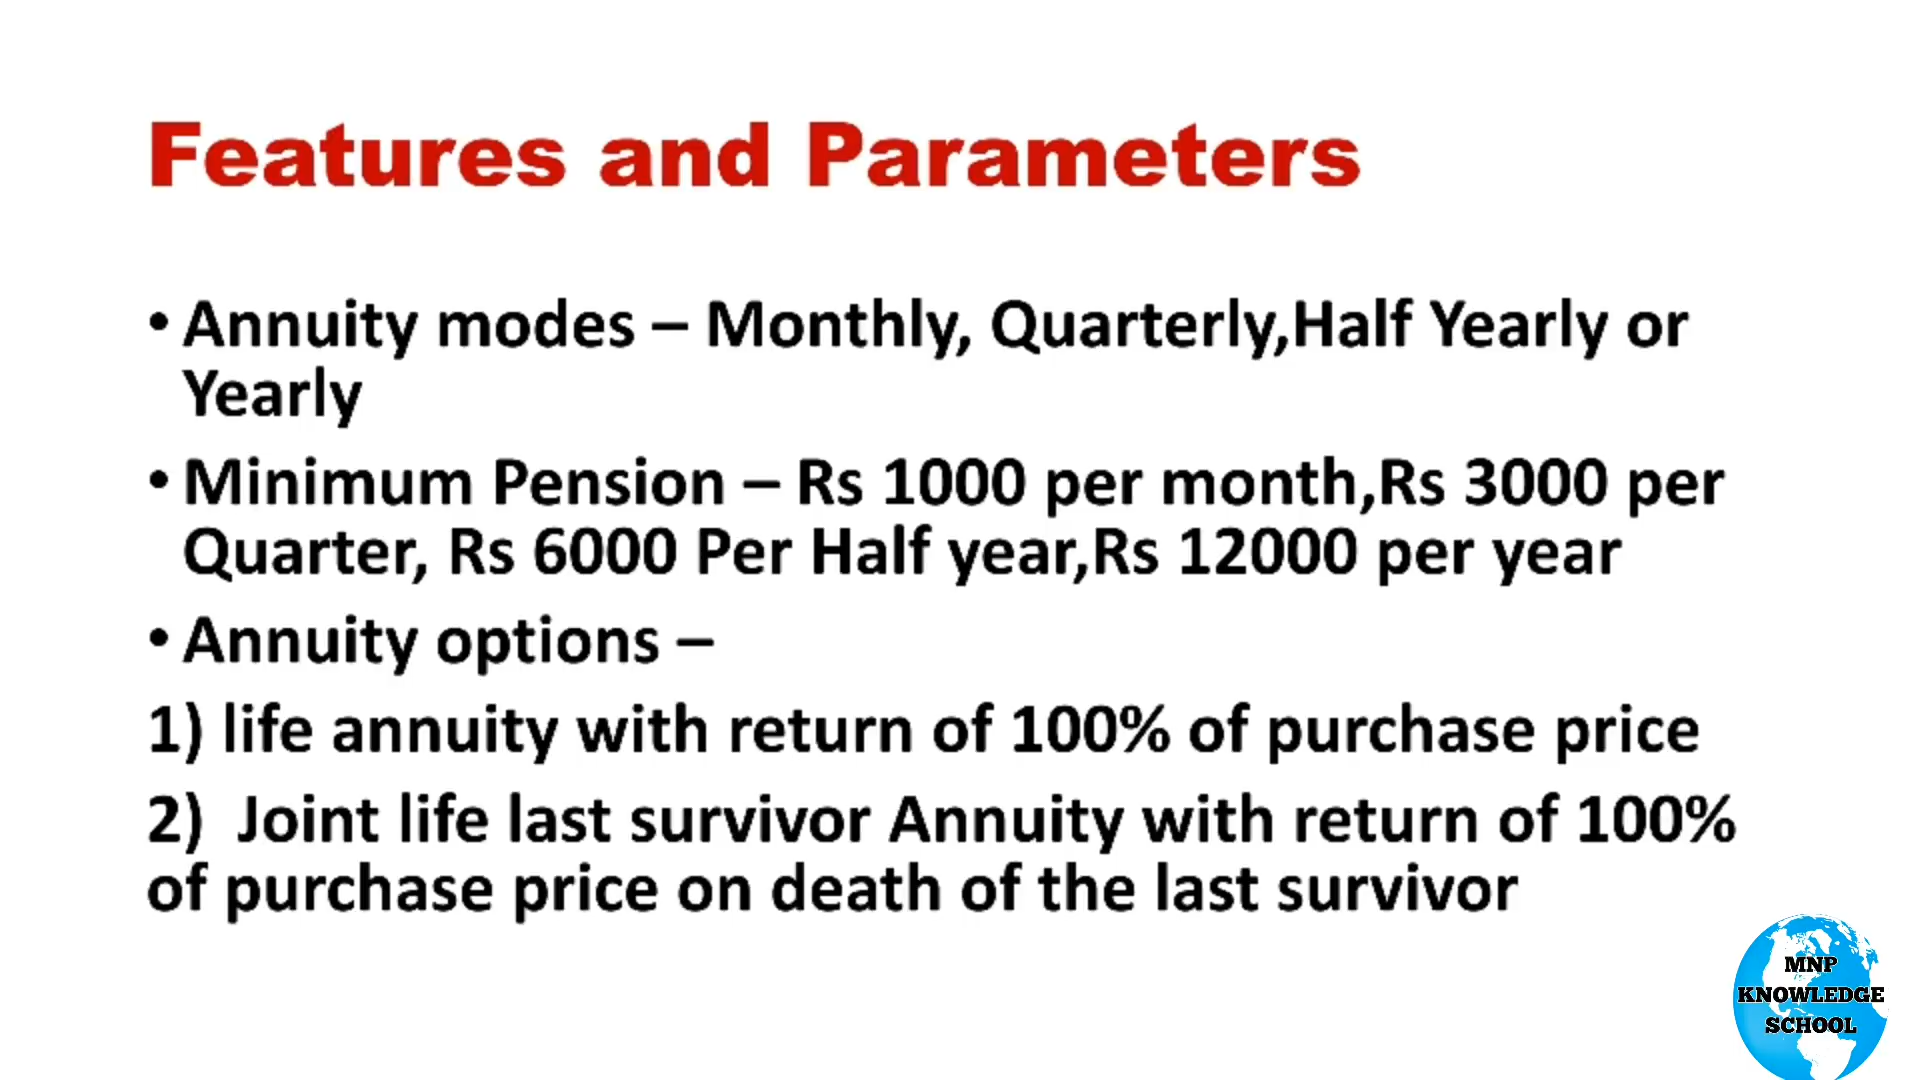 Features and Parameters
• Annuity modes – Monthly, Quarterly,Half Yearly or
Yearly
• Minimum Pension – Rs 1000 per month,Rs 3000 per
Quarter, Rs 6000 Per Half year,Rs 12000 per year
• Annuity options –
1) life annuity with return of 100% of purchase price
2) Joint life last survivor Annuity with return of 100%
of purchase price on death of the last survivor
MNP
KNOWLEDGE
SCHOOL